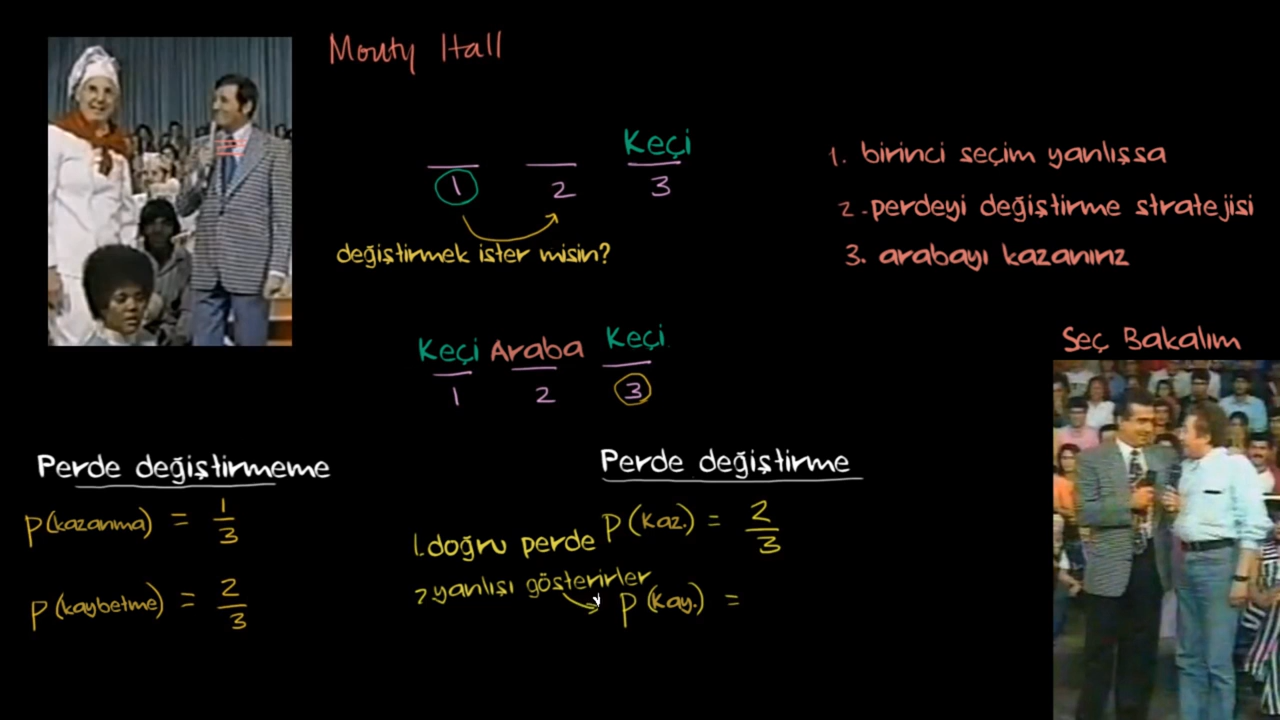 Monty Hall
Keçi
1 2 3
değiştirmek ister misin?
1. birinci seçim yanlışsa
2. perdeyi değiştirme stratejisi
3. arabayı kazanırız
Keçi Araba Keçi
1 2 3
Seç Bakalım
Perde değiştirmeme
P(kazanma) = 1/3
P(kaybetme) = 2/3
Perde değiştirme
P(kaz.) = 2/3
1. doğru perde
2 yanlışı gösterirler
P(kay.) =